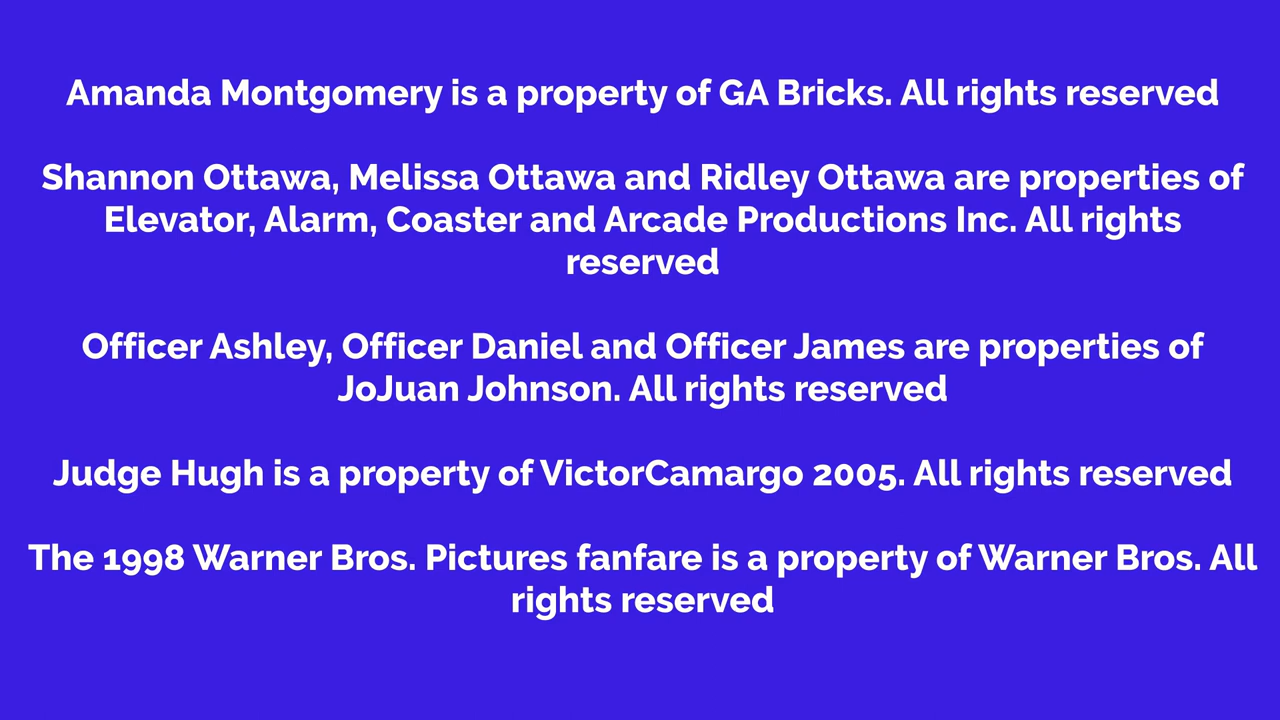 Amanda Montgomery is a property of GA Bricks. All rights reserved
Shannon Ottawa, Melissa Ottawa and Ridley Ottawa are properties of
Elevator, Alarm, Coaster and Arcade Productions Inc. All rights
reserved
Officer Ashley, Officer Daniel and Officer James are properties of
JoJuan Johnson. All rights reserved
Judge Hugh is a property of VictorCamargo 2005. All rights reserved
The 1998 Warner Bros. Pictures fanfare is a property of Warner Bros. All
rights reserved